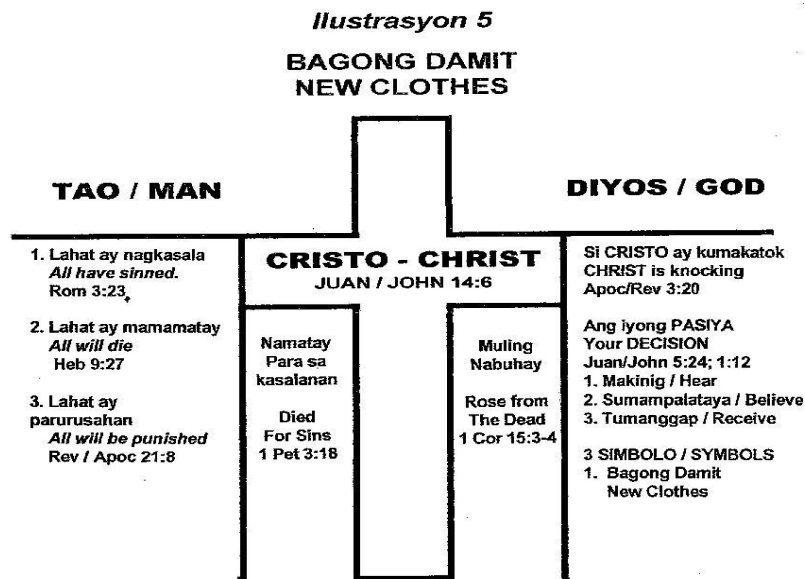 Ilustrasyon 5
BAGONG DAMIT
NEW CLOTHES
TAO / MAN
DIYOS / GOD
1. Lahat ay nagkasala
All have sinned.
Rom 3:23
2. Lahat ay mamamatay
All will die
Heb 9:27
3. Lahat ay
parurusahan
All will be punished
Rev / Apoc 21:8
CRISTO - CHRIST
JUAN / JOHN 14:6
Namatay
Para sa
kasalanan
Died
For Sins
1 Pet 3:18
Muling
Nabuhay
Rose from
The Dead
1 Cor 15:3-4
Si CRISTO ay kumakatok
CHRIST is knocking
Apoc/Rev 3:20
Ang iyong PASIYA
Your DECISION
Juan/John 5:24; 1:12
1. Makinig / Hear
2. Sumampalataya / Believe
3. Tumanggap / Receive
3 SIMBOLO / SYMBOLS
1. Bagong Damit
New Clothes